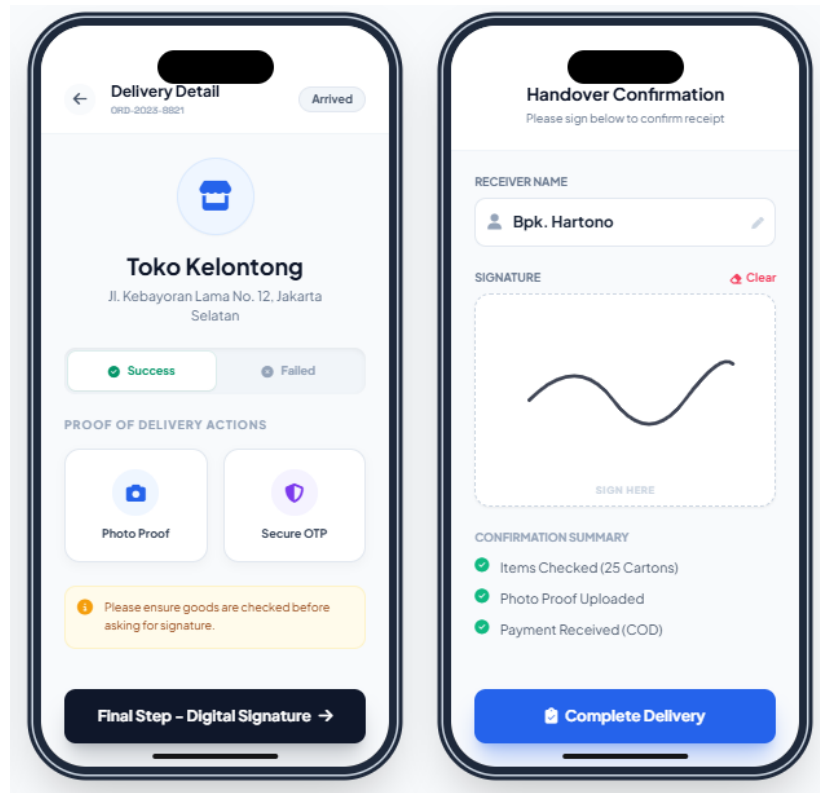 Delivery Detail
ORD-2023-8821
Arrived
Toko Kelontong
Jl. Kebayoran Lama No. 12, Jakarta
Selatan
Success
Failed
PROOF OF DELIVERY ACTIONS
Photo Proof
Secure OTP
Please ensure goods are checked before
asking for signature.
Final Step - Digital Signature →
Handover Confirmation
Please sign below to confirm receipt
RECEIVER NAME
Bpk. Hartono
SIGNATURE
Clear
SIGN HERE
CONFIRMATION SUMMARY
Items Checked (25 Cartons)
Photo Proof Uploaded
Payment Received (COD)
Complete Delivery